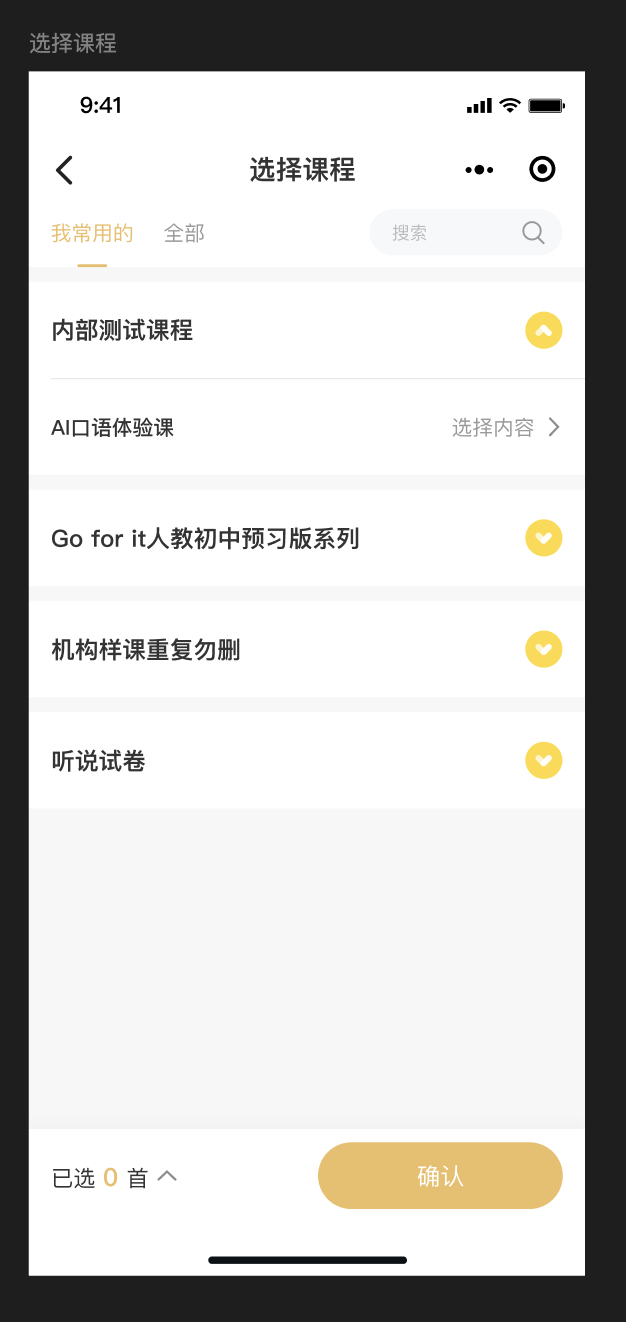 选择课程
9:41
选择课程
我常用的 全部 搜索
内部测试课程
AI口语体验课 选择内容
Go for it人教初中预习版系列
机构样课重复勿删
听说试卷
已选 0 首 确认